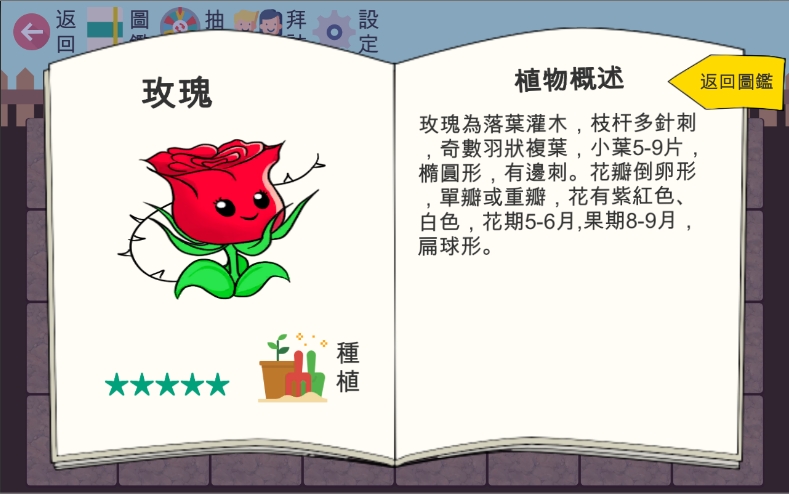 返回
圖鑑
抽
拜
設定
玫瑰
種植
植物概述
返回圖鑑
玫瑰為落葉灌木，枝杆多針刺
，奇數羽狀複葉，小葉5-9片，
橢圓形，有邊刺。花瓣倒卵形
，單瓣或重瓣，花有紫紅色、
白色，花期5-6月,果期8-9月，
扁球形。